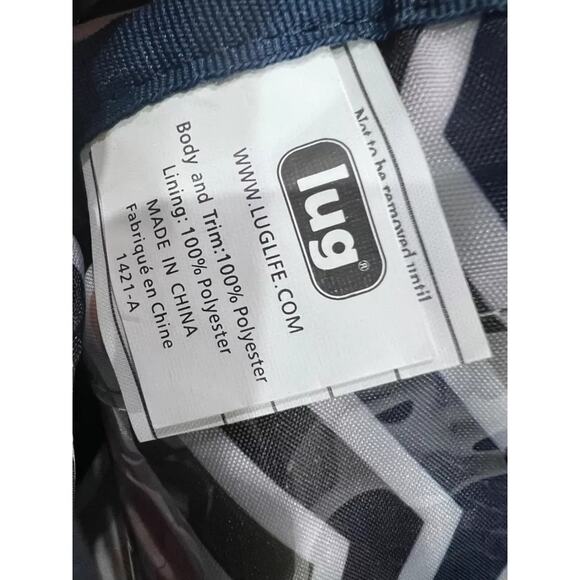 lug®
WWW.LUGLIFE.COM
Body and Trim:100% Polyester
Lining: 100% Polyester
MADE IN CHINA
Fabriqué en Chine
1421-A
Not to be removed until